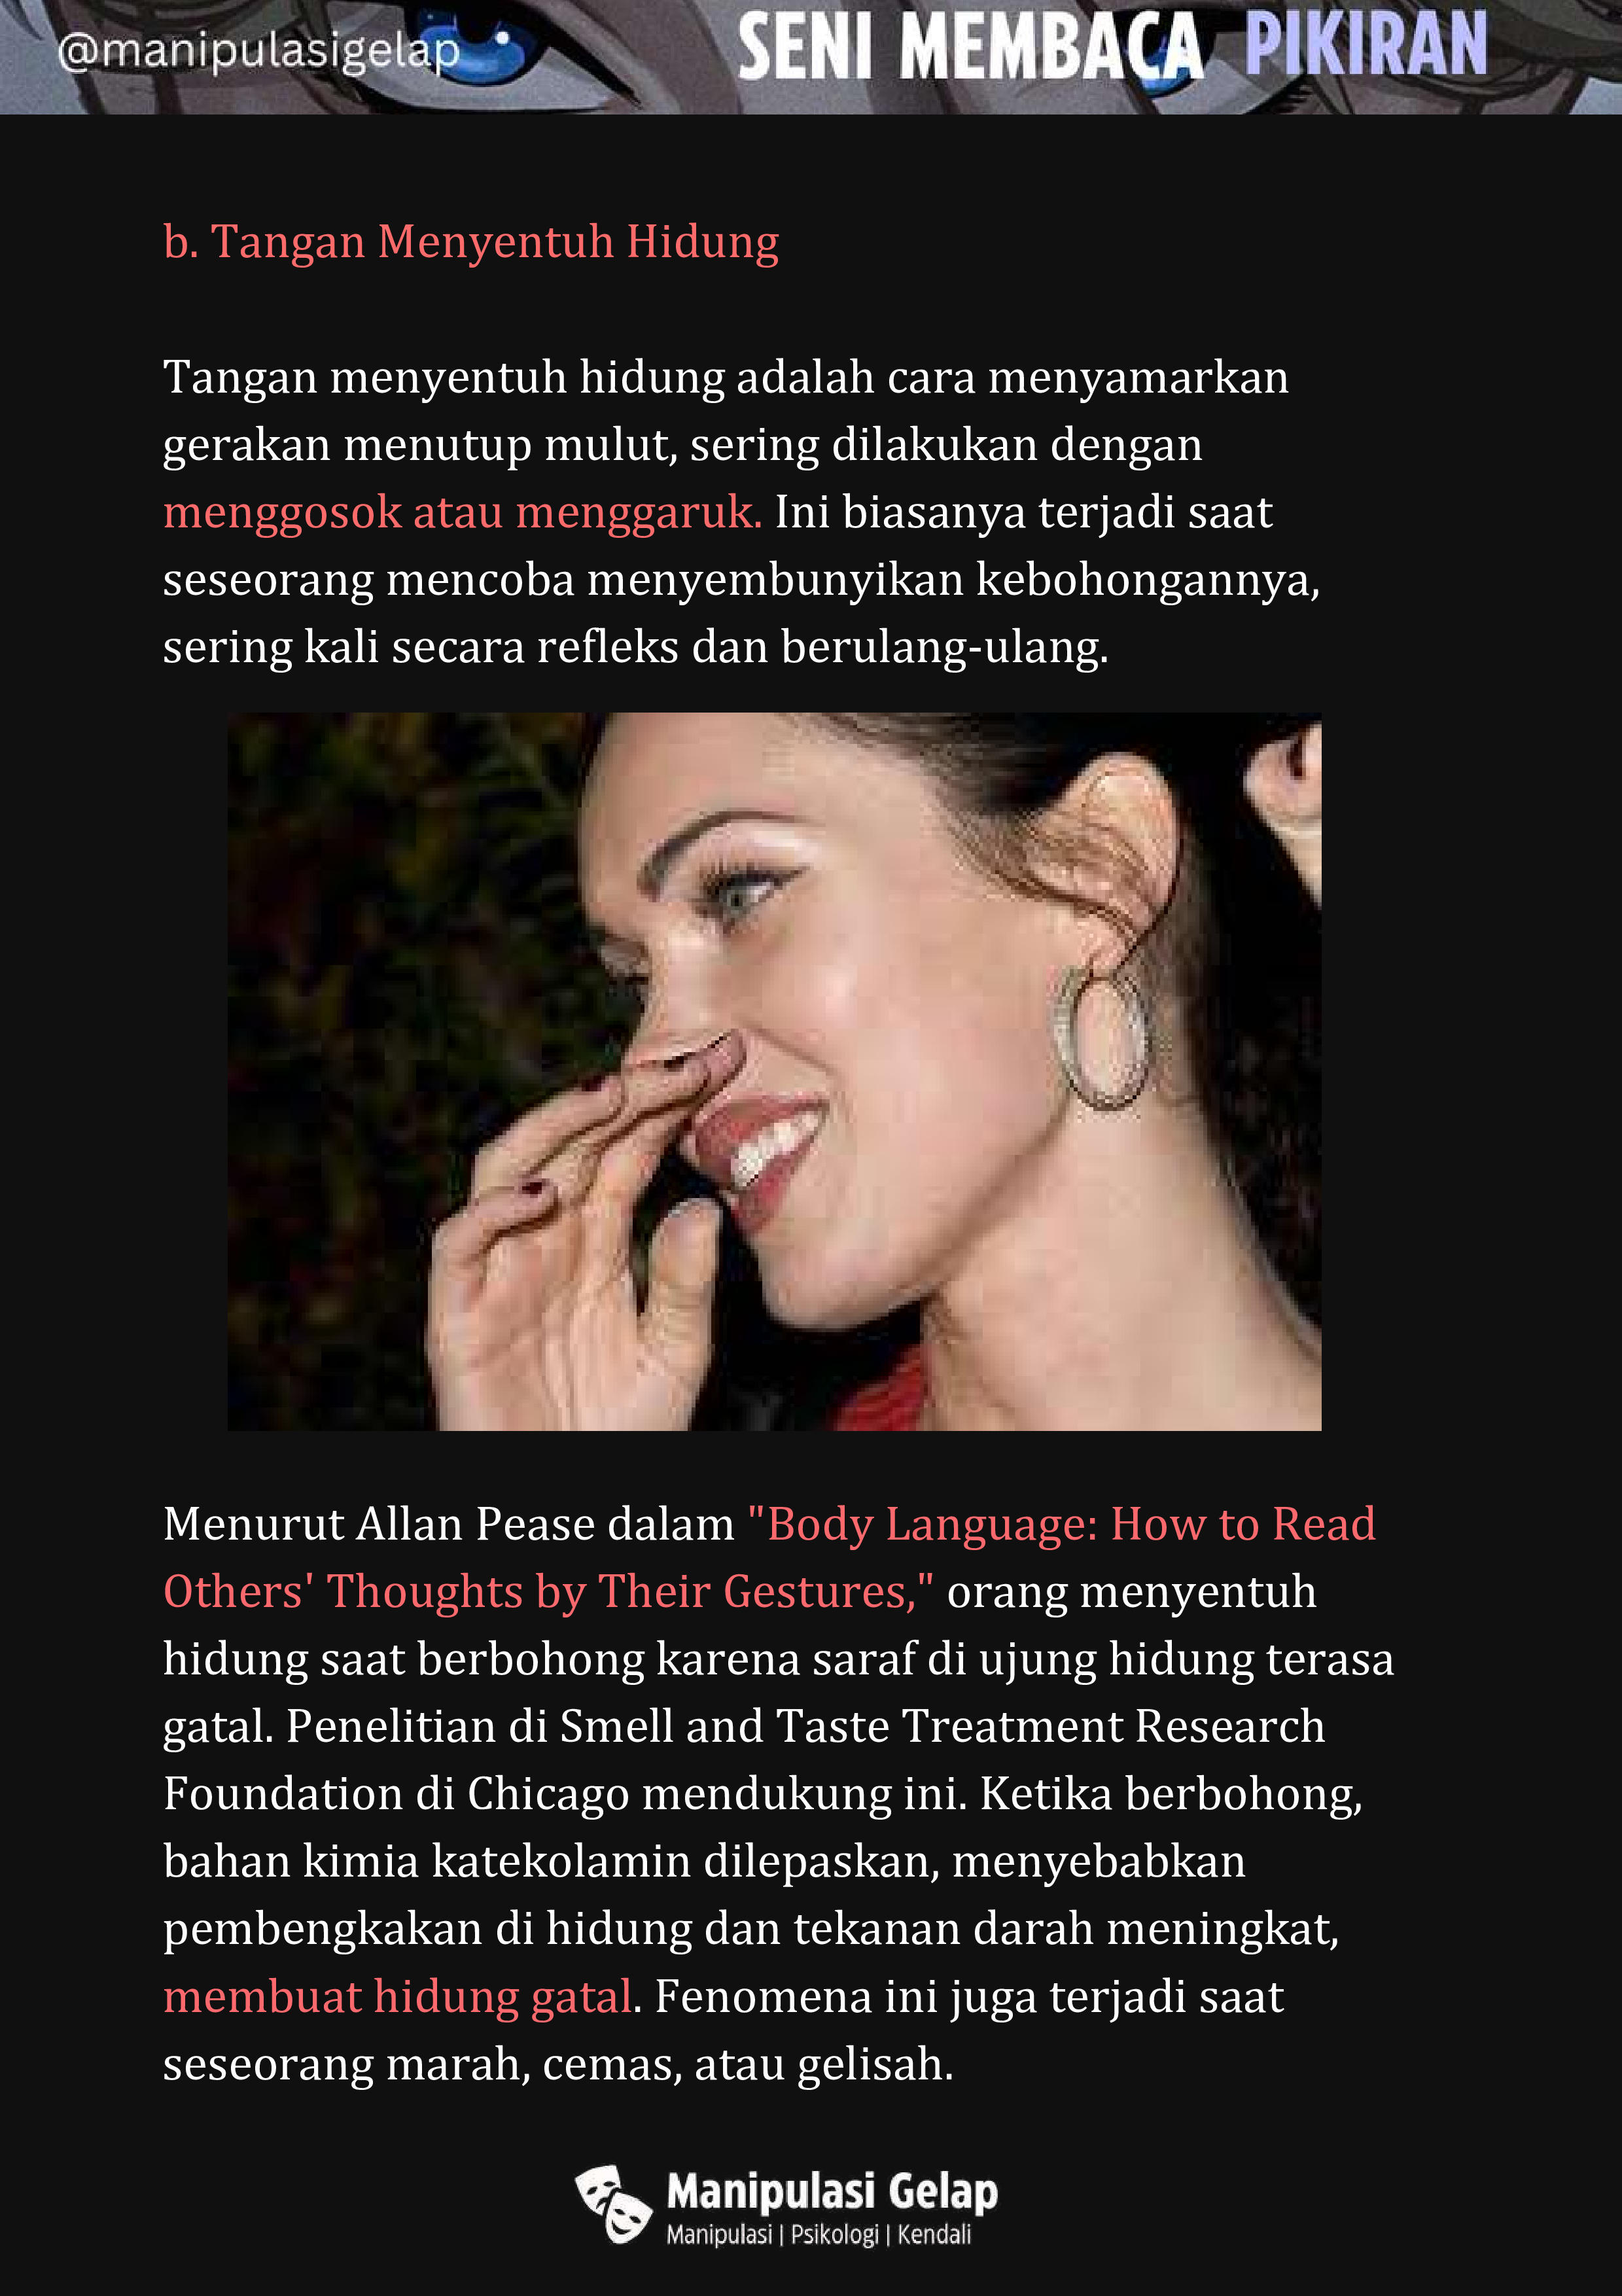 @manipulasigelap
SENI MEMBACA PIKIRAN
b. Tangan Menyentuh Hidung
Tangan menyentuh hidung adalah cara menyamarkan
gerakan menutup mulut, sering dilakukan dengan
menggosok atau menggaruk. Ini biasanya terjadi saat
seseorang mencoba menyembunyikan kebohongannya,
sering kali secara refleks dan berulang-ulang.
Menurut Allan Pease dalam "Body Language: How to Read
Others' Thoughts by Their Gestures," orang menyentuh
hidung saat berbohong karena saraf di ujung hidung terasa
gatal. Penelitian di Smell and Taste Treatment Research
Foundation di Chicago mendukung ini. Ketika berbohong,
bahan kimia katekolamin dilepaskan, menyebabkan
pembengkakan di hidung dan tekanan darah meningkat,
membuat hidung gatal. Fenomena ini juga terjadi saat
seseorang marah, cemas, atau gelisah.
Manipulasi Gelap
Manipulasi | Psikologi | Kendali